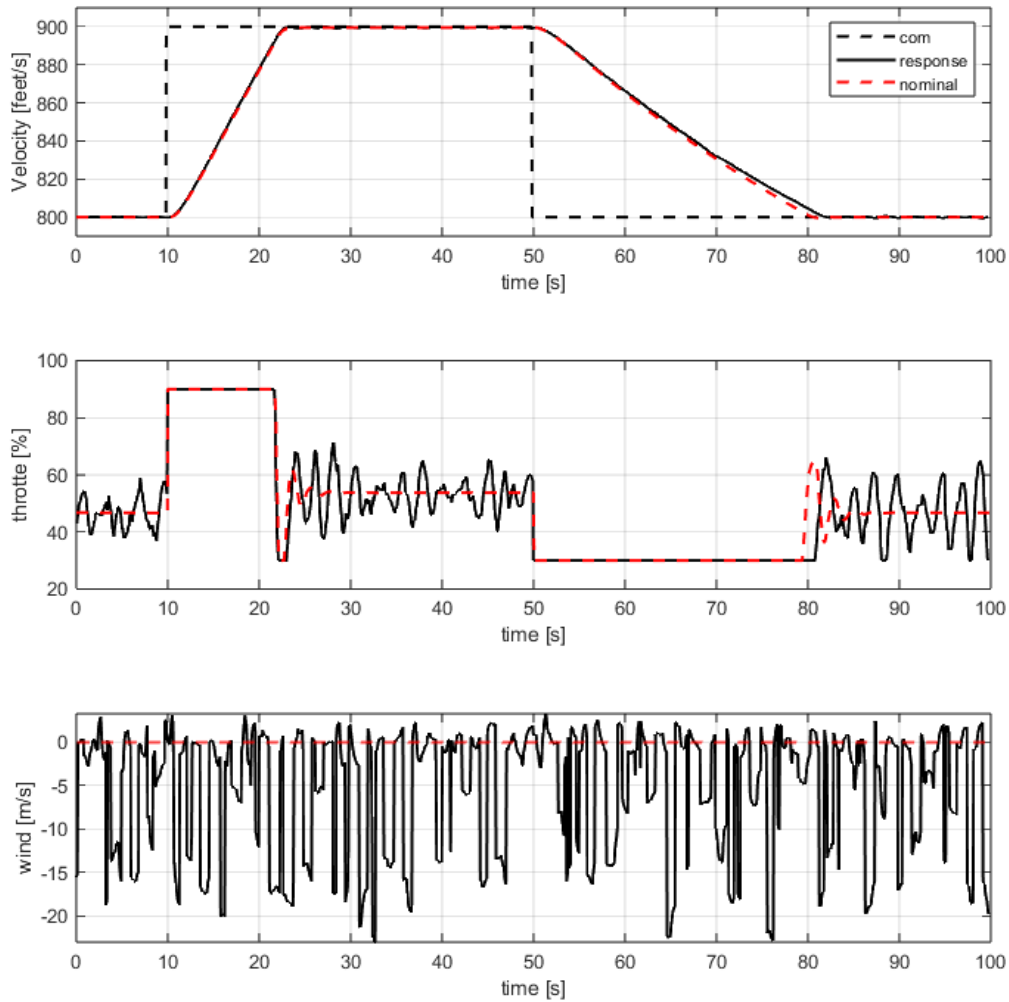 900
880
860
840
820
800
Velocity [feet/s]
com
response
nominal
0 10 20 30 40 50 60 70 80 90 100
time [s]
100
80
60
40
20
throtte [%]
0 10 20 30 40 50 60 70 80 90 100
time [s]
0
-5
-10
-15
-20
wind [m/s]
0 10 20 30 40 50 60 70 80 90 100
time [s]